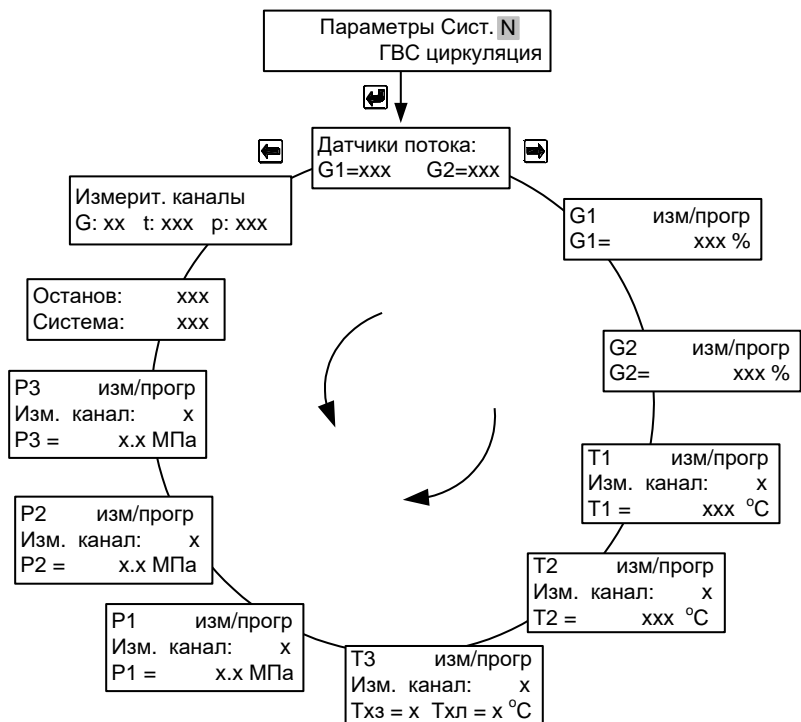 Параметры Сист. N
ГВС циркуляция
Датчики потока:
G1=xxx G2=xxx
G1 изм/прогр
G1= xxx %
G2 изм/прогр
G2= xxx %
T1 изм/прогр
Изм. канал: x
T1 = xxx °C
T2 изм/прогр
Изм. канал: x
T2 = xxx °C
T3 изм/прогр
Изм. канал: x
Tхз = x Tхл = x °C
P1 изм/прогр
Изм. канал: x
P1 = x.x МПа
P2 изм/прогр
Изм. канал: x
P2 = x.x МПа
P3 изм/прогр
Изм. канал: x
P3 = x.x МПа
Останов: xxx
Система: xxx
Измерит. каналы
G: xx t: xxx p: xxx